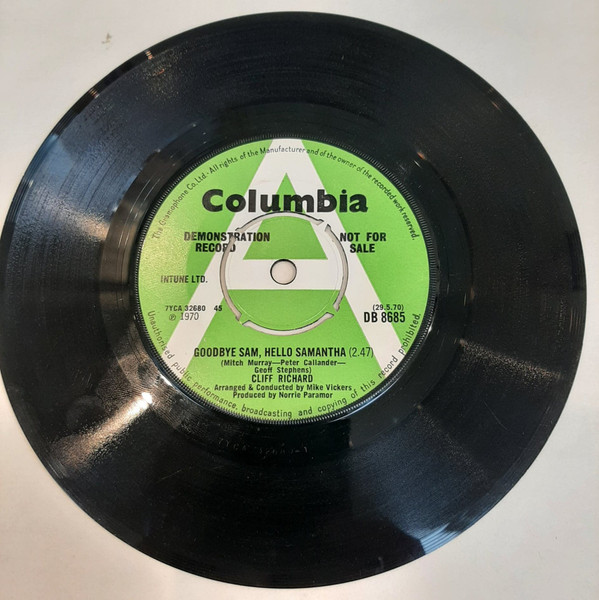 The Gramophone Co. Ltd. - All rights of the Manufacturer and of the owner of the recorded work reserved.
Columbia
DEMONSTRATION NOT FOR
RECORD SALE
INTUNE LTD.
7YCA 32680 45 (29.5.70)
℗ 1970 DB 8685
GOODBYE SAM, HELLO SAMANTHA (2.47)
(Mitch Murray—Peter Callander—
Geoff Stephens)
CLIFF RICHARD
Arranged & Conducted by Mike Vickers
Produced by Norrie Paramor
Unauthorised public performance, broadcasting and copying of this record prohibited.